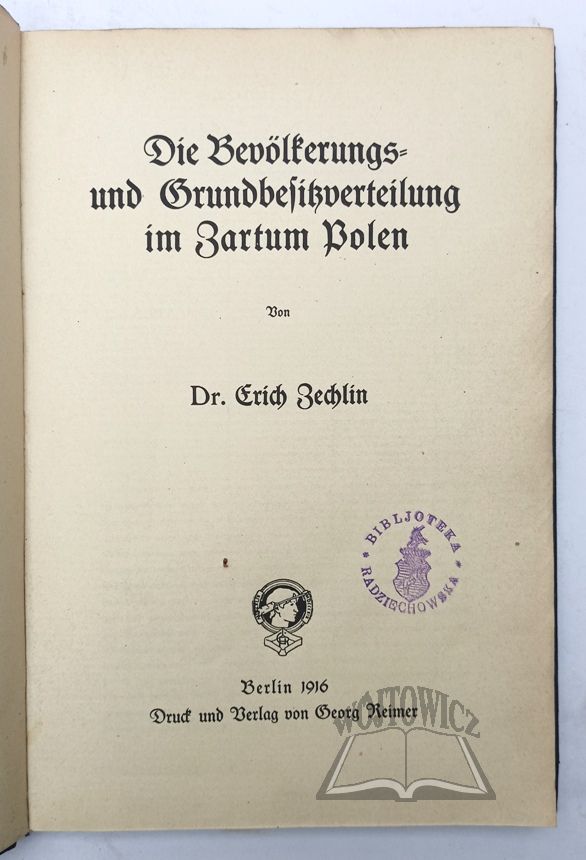 Die Bevölkerungs=
und Grundbesitzverteilung
im Zartum Polen
Von
Dr. Erich Zechlin
* BIBLJOTEKA *
RADZIECHOWSKA
Berlin 1916
Druck und Verlag von Georg Reimer
WÓJTOWICZ